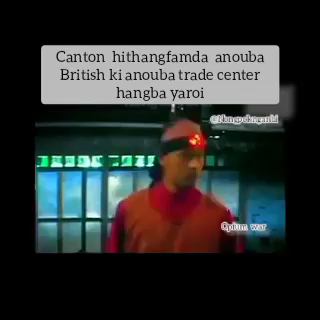 Canton hithangfamda anouba
British ki anouba trade center
hangba yaroi
Opium war